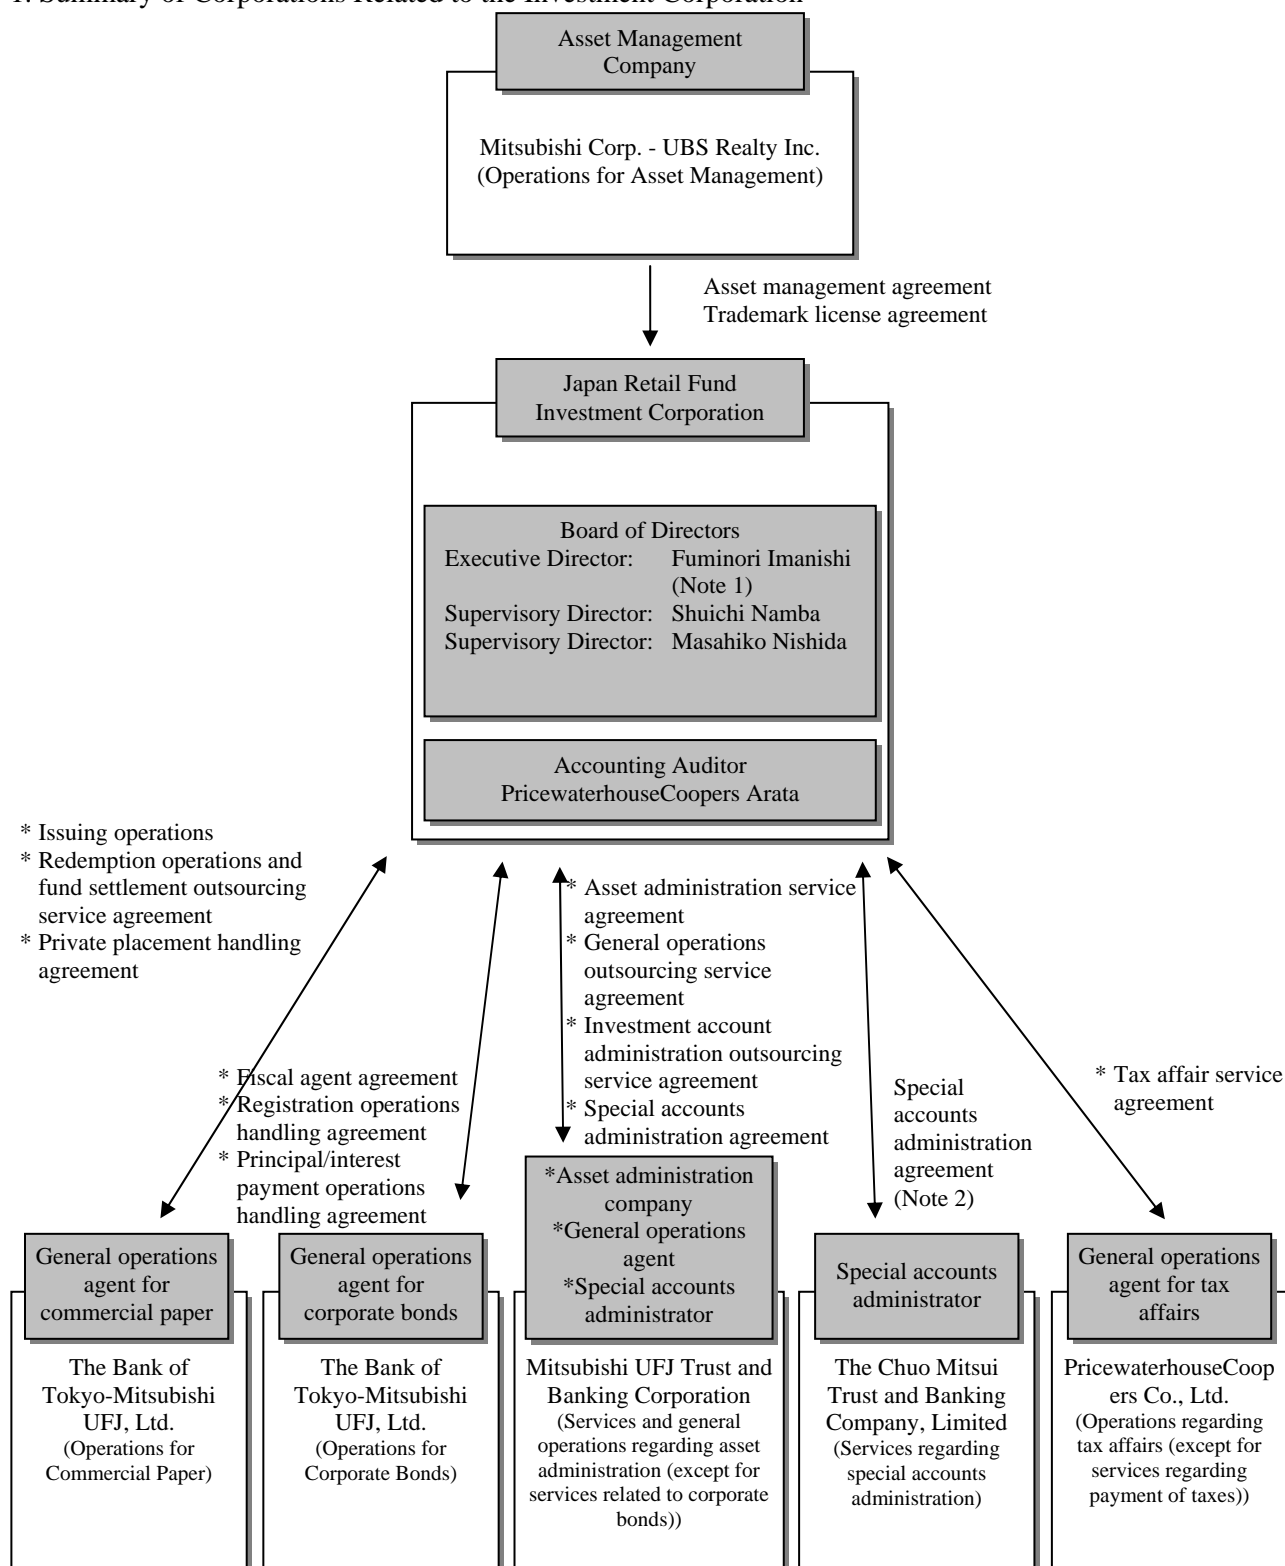 1. Summary of Corporations Related to the Investment Corporation
Asset Management
Company
Mitsubishi Corp. - UBS Realty Inc.
(Operations for Asset Management)
Asset management agreement
Trademark license agreement
Japan Retail Fund
Investment Corporation
Board of Directors
Executive Director: Fuminori Imanishi
(Note 1)
Supervisory Director: Shuichi Namba
Supervisory Director: Masahiko Nishida
Accounting Auditor
PricewaterhouseCoopers Arata
* Issuing operations
* Redemption operations and
fund settlement outsourcing
service agreement
* Private placement handling
agreement
* Fiscal agent agreement
* Registration operations
handling agreement
* Principal/interest
payment operations
handling agreement
* Asset administration service
agreement
* General operations
outsourcing service
agreement
* Investment account
administration outsourcing
service agreement
* Special accounts
administration agreement
Special
accounts
administration
agreement
(Note 2)
* Tax affair service
agreement
General operations
agent for
commercial paper
The Bank of
Tokyo-Mitsubishi
UFJ, Ltd.
(Operations for
Commercial Paper)
General operations
agent for
corporate bonds
The Bank of
Tokyo-Mitsubishi
UFJ, Ltd.
(Operations for
Corporate Bonds)
*Asset administration
company
*General operations
agent
*Special accounts
administrator
Mitsubishi UFJ Trust and
Banking Corporation
(Services and general
operations regarding asset
administration (except for
services related to corporate
bonds))
Special accounts
administrator
The Chuo Mitsui
Trust and Banking
Company, Limited
(Services regarding
special accounts
administration)
General operations
agent for tax
affairs
PricewaterhouseCoop
ers Co., Ltd.
(Operations regarding
tax affairs (except for
services regarding
payment of taxes))